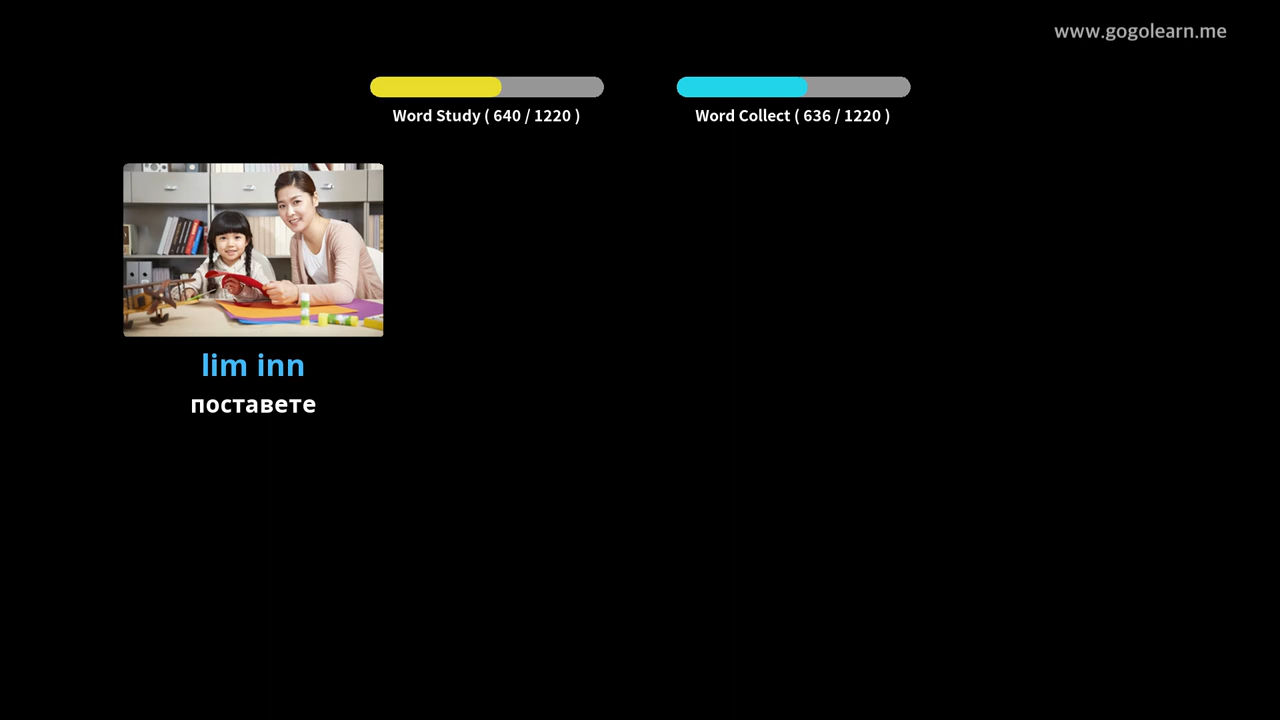 www.gogolearn.me
Word Study ( 640 / 1220 )
Word Collect ( 636 / 1220 )
lim inn
поставете